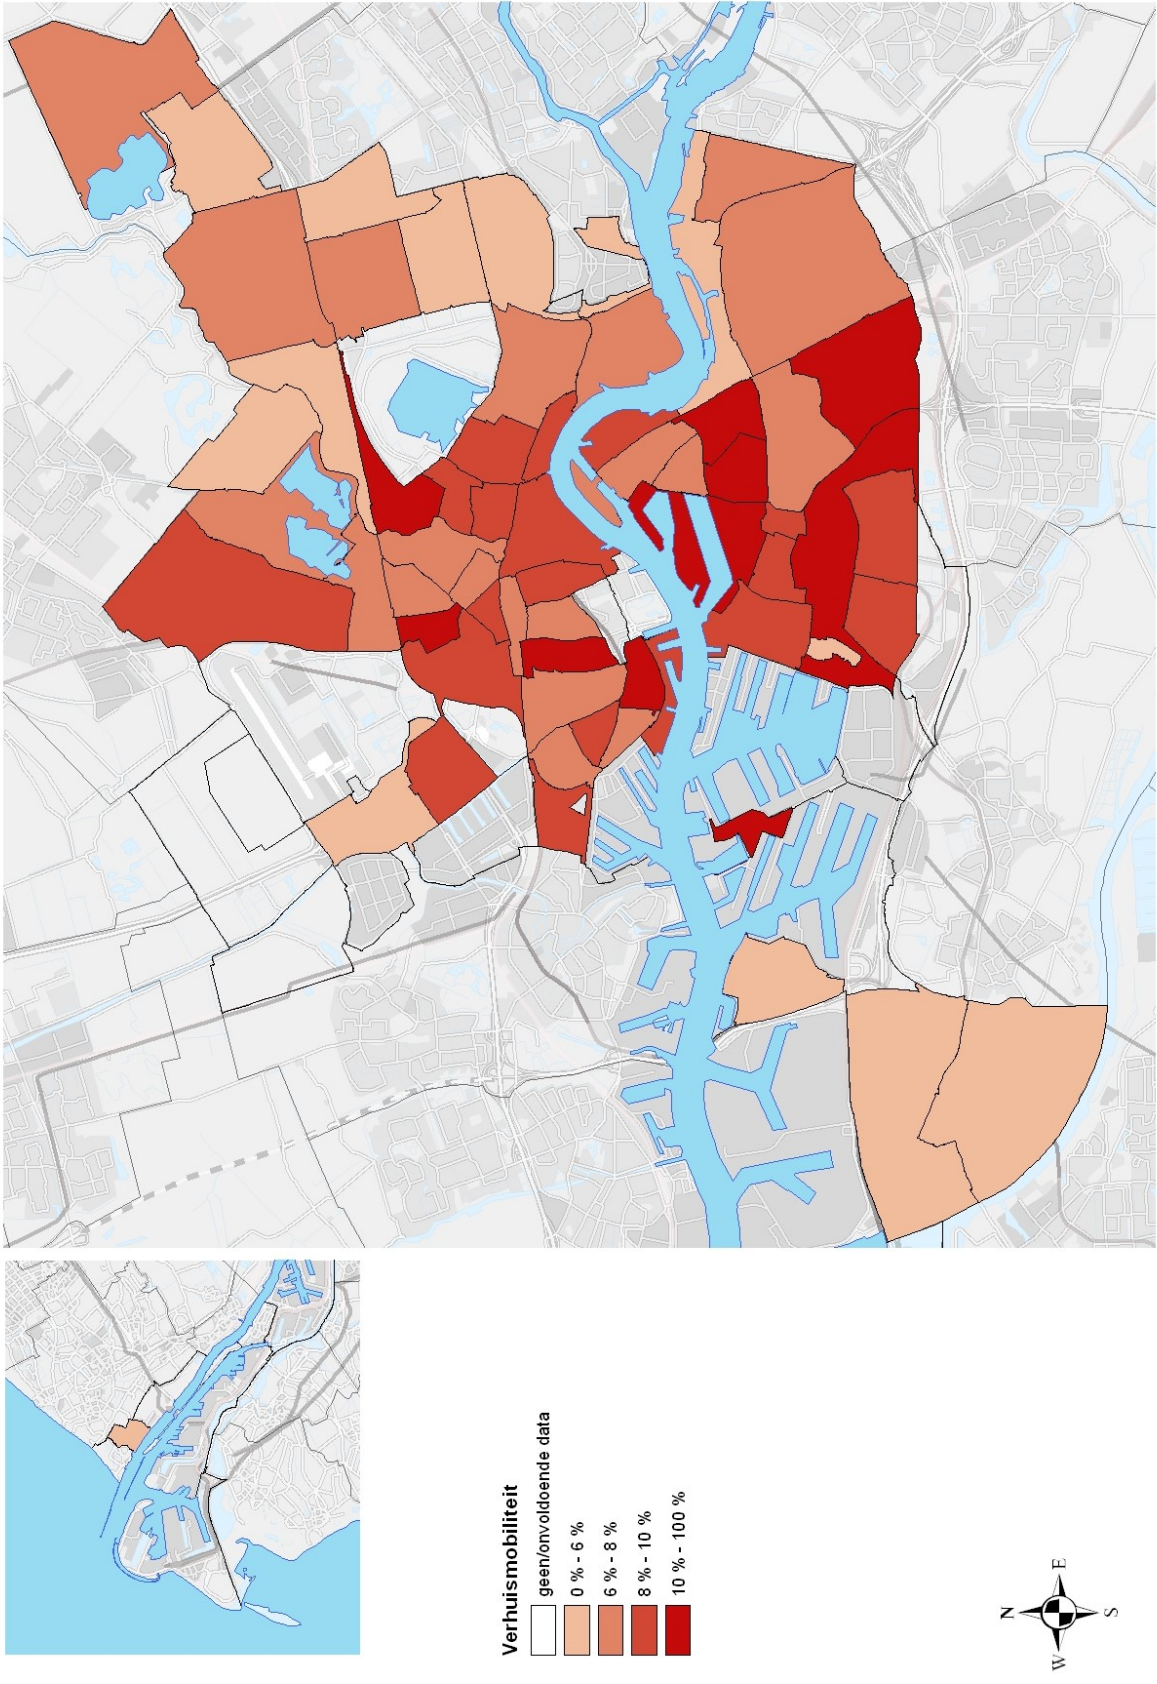 Verhuismobiliteit
geen/onvoldoende data
0 % - 6 %
6 % - 8 %
8 % - 10 %
10 % - 100 %
N
W E
S